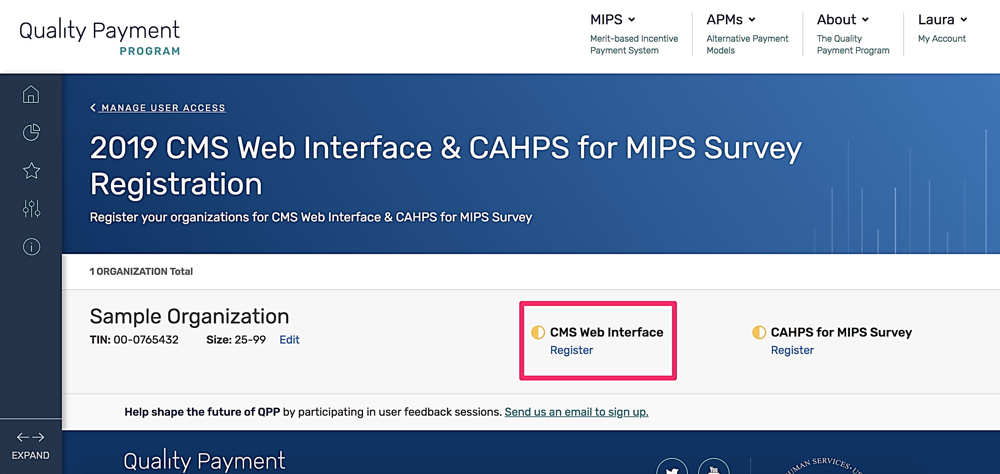 Quality Payment
PROGRAM
MIPS
Merit-based Incentive
Payment System
APMs
Alternative Payment
Models
About
The Quality
Payment Program
Laura
My Account
MANAGE USER ACCESS
2019 CMS Web Interface & CAHPS for MIPS Survey
Registration
Register your organizations for CMS Web Interface & CAHPS for MIPS Survey
1 ORGANIZATION Total
Sample Organization
TIN: 00-0765432 Size: 25-99 Edit
CMS Web Interface
Register
CAHPS for MIPS Survey
Register
Help shape the future of QPP by participating in user feedback sessions. Send us an email to sign up.
EXPAND
Quality Payment
You
HUMAN SERVICES • US